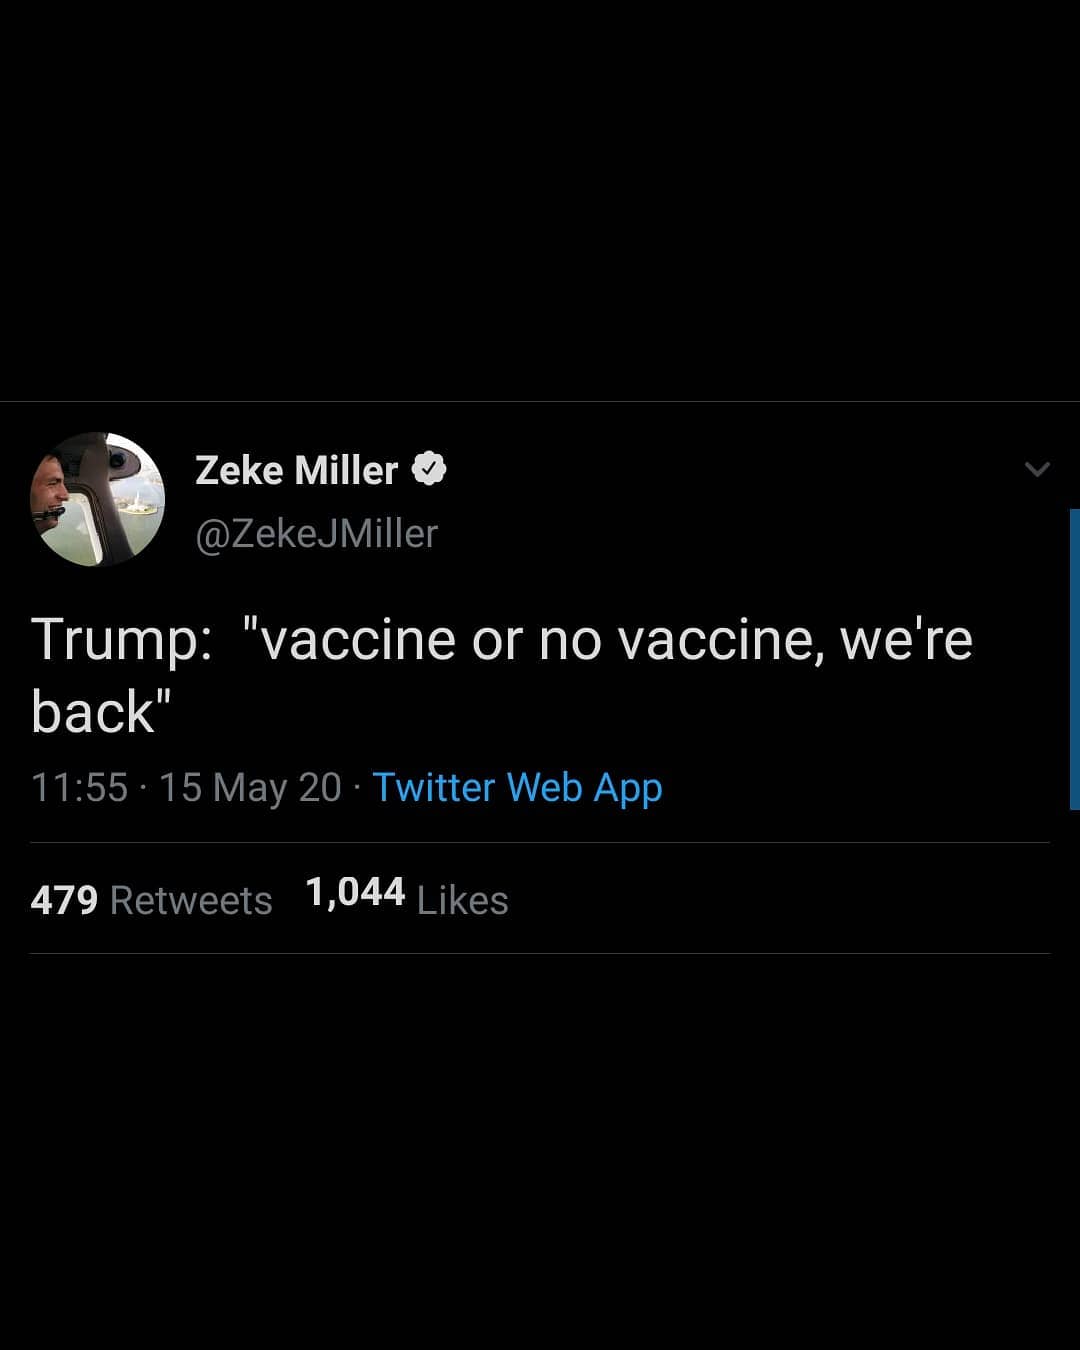 Zeke Miller
@ZekeJMiller
Trump:  "vaccine or no vaccine, we're
back"
11:55 · 15 May 20 · Twitter Web App
479 Retweets 1,044 Likes